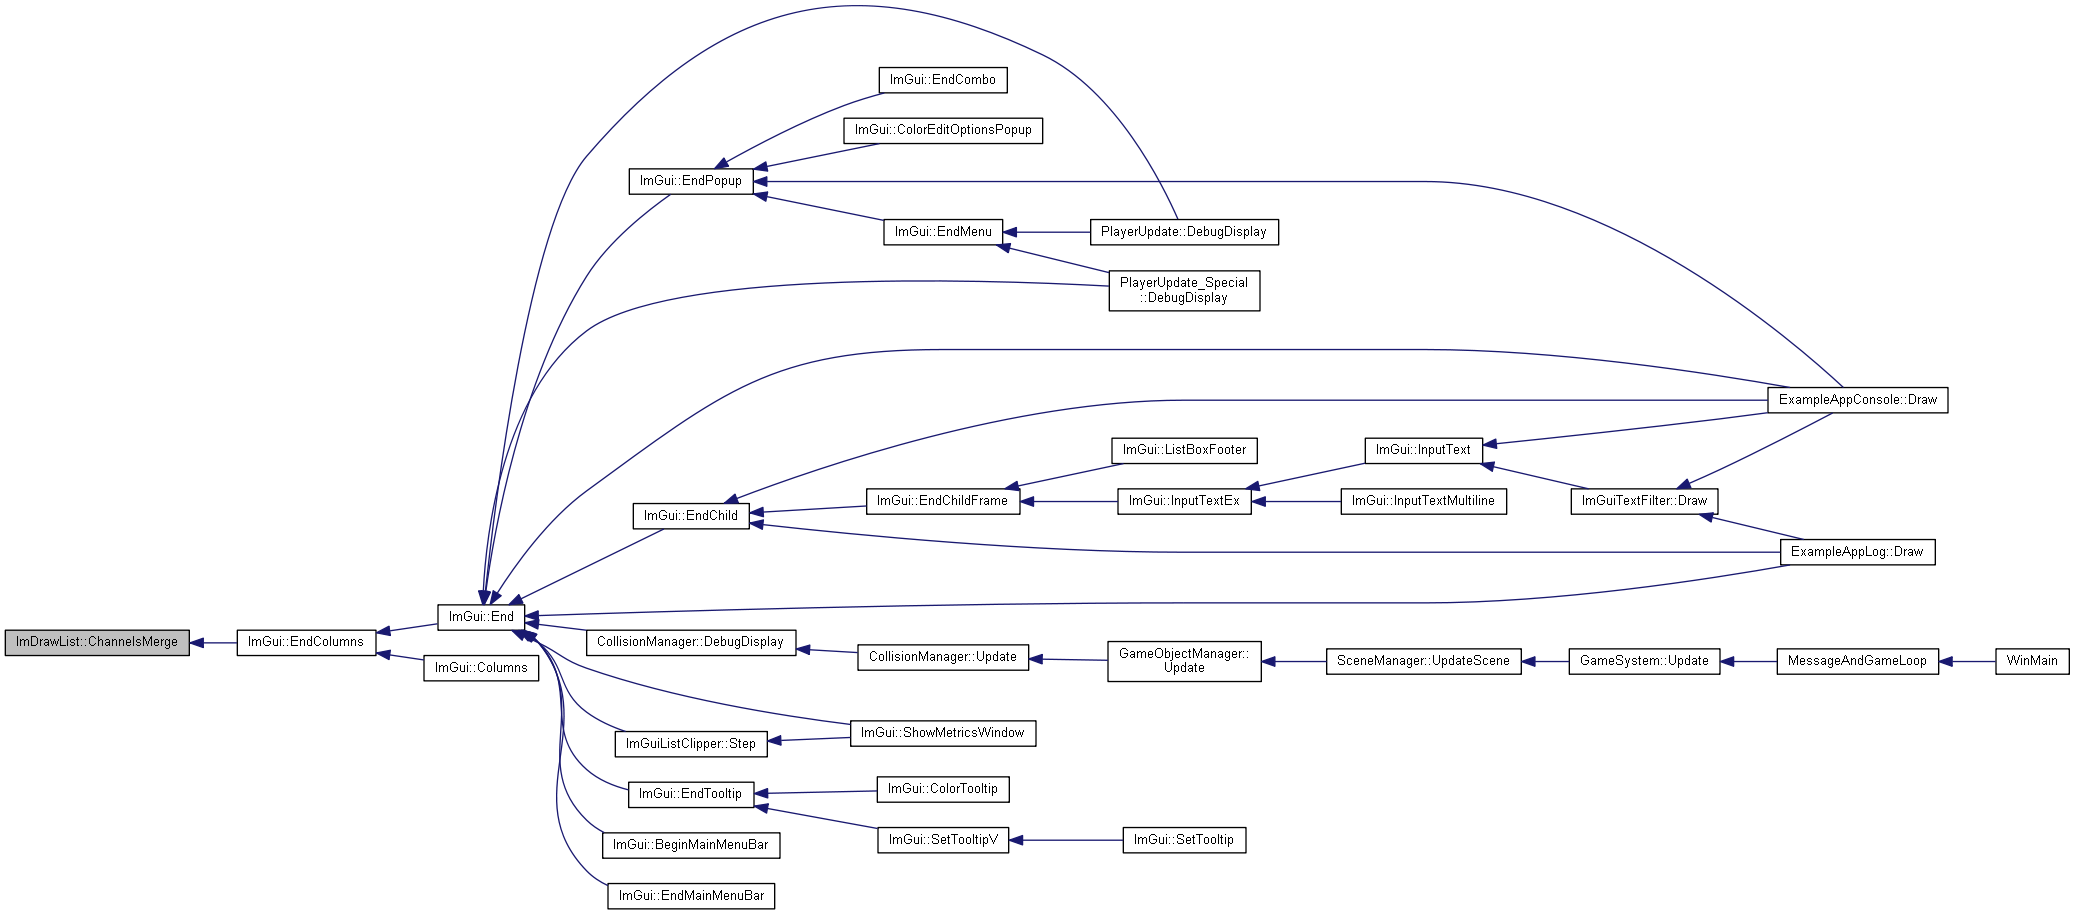 ImGui::EndCombo
ImGui::ColorEditOptionsPopup
ImGui::EndPopup
ImGui::EndMenu
PlayerUpdate::DebugDisplay
PlayerUpdate_Special
::DebugDisplay
ExampleAppConsole::Draw
ImGui::ListBoxFooter
ImGui::InputText
ImGui::EndChild
ImGui::EndChildFrame
ImGui::InputTextEx
ImGui::InputTextMultiline
ImGuiTextFilter::Draw
ExampleAppLog::Draw
ImDrawList::ChannelsMerge
ImGui::EndColumns
ImGui::End
ImGui::Columns
CollisionManager::DebugDisplay
CollisionManager::Update
GameObjectManager::
Update
SceneManager::UpdateScene
GameSystem::Update
MessageAndGameLoop
WinMain
ImGuiListClipper::Step
ImGui::ShowMetricsWindow
ImGui::EndTooltip
ImGui::ColorTooltip
ImGui::SetTooltipV
ImGui::SetTooltip
ImGui::BeginMainMenuBar
ImGui::EndMainMenuBar